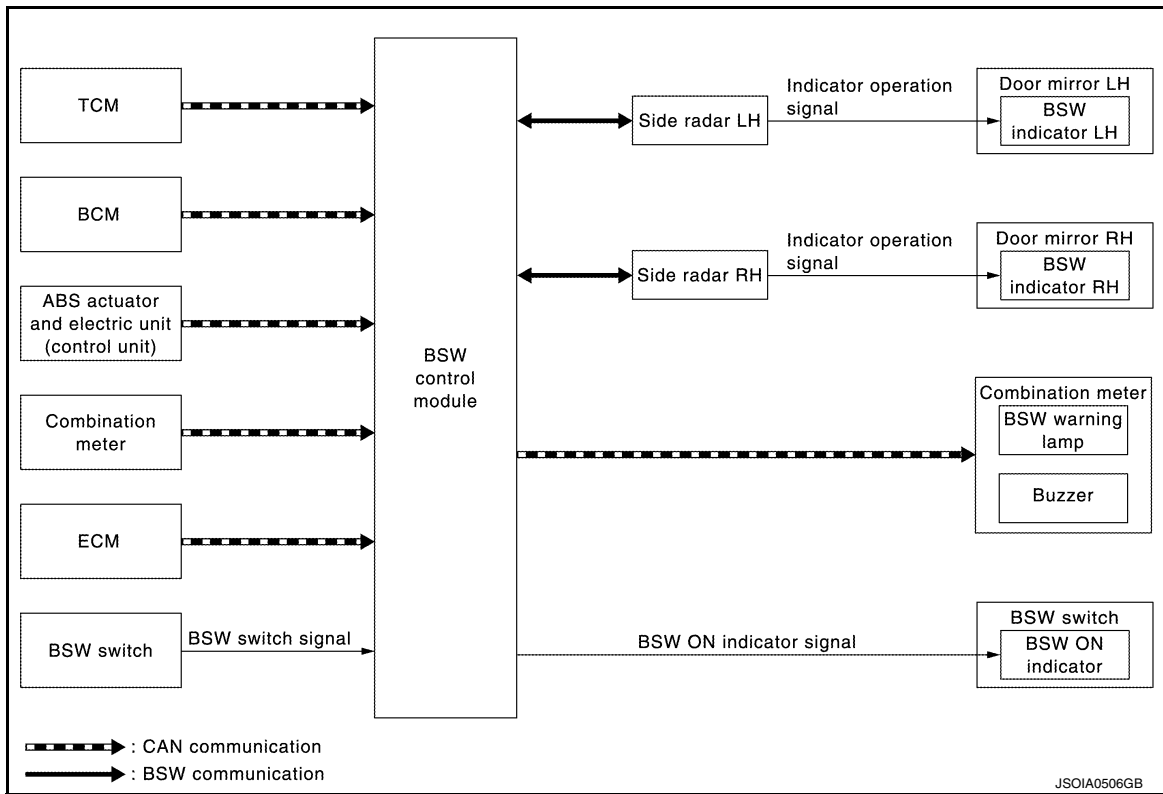 TCM
BCM
ABS actuator
and electric unit
(control unit)
Combination
meter
ECM
BSW switch
BSW switch signal
BSW
control
module
Side radar LH
Indicator operation
signal
Door mirror LH
BSW
indicator LH
Side radar RH
Indicator operation
signal
Door mirror RH
BSW
indicator RH
Combination meter
BSW warning
lamp
Buzzer
BSW ON indicator signal
BSW switch
BSW ON
indicator
: CAN communication
: BSW communication
JSOIA0506GB